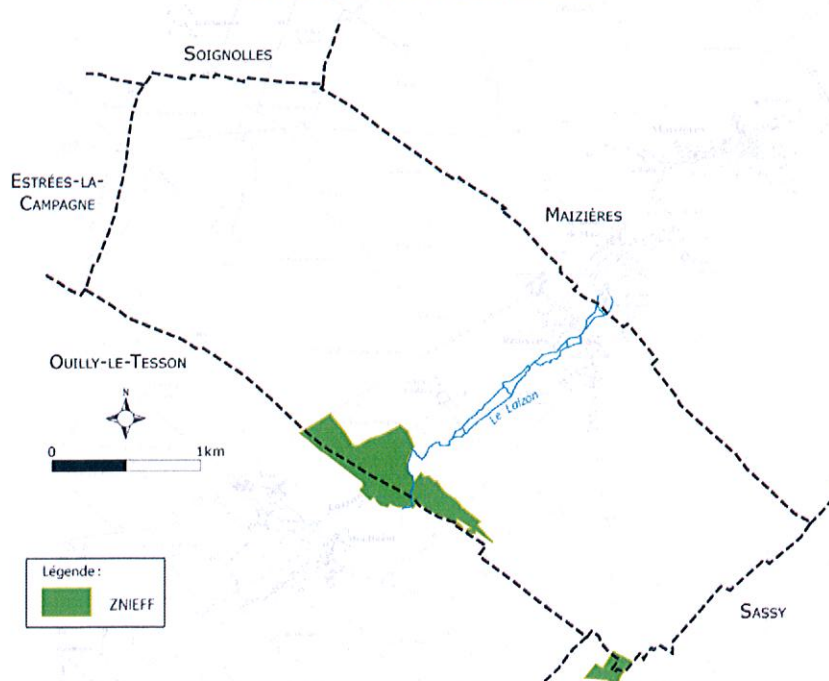 SOIGNOLLES
ESTRÉES-LA-
CAMPAGNE
MAIZIÈRES
OUILLY-LE-TESSON
N
0 1km
Le Laizon
Légende :
ZNIEFF
SASSY